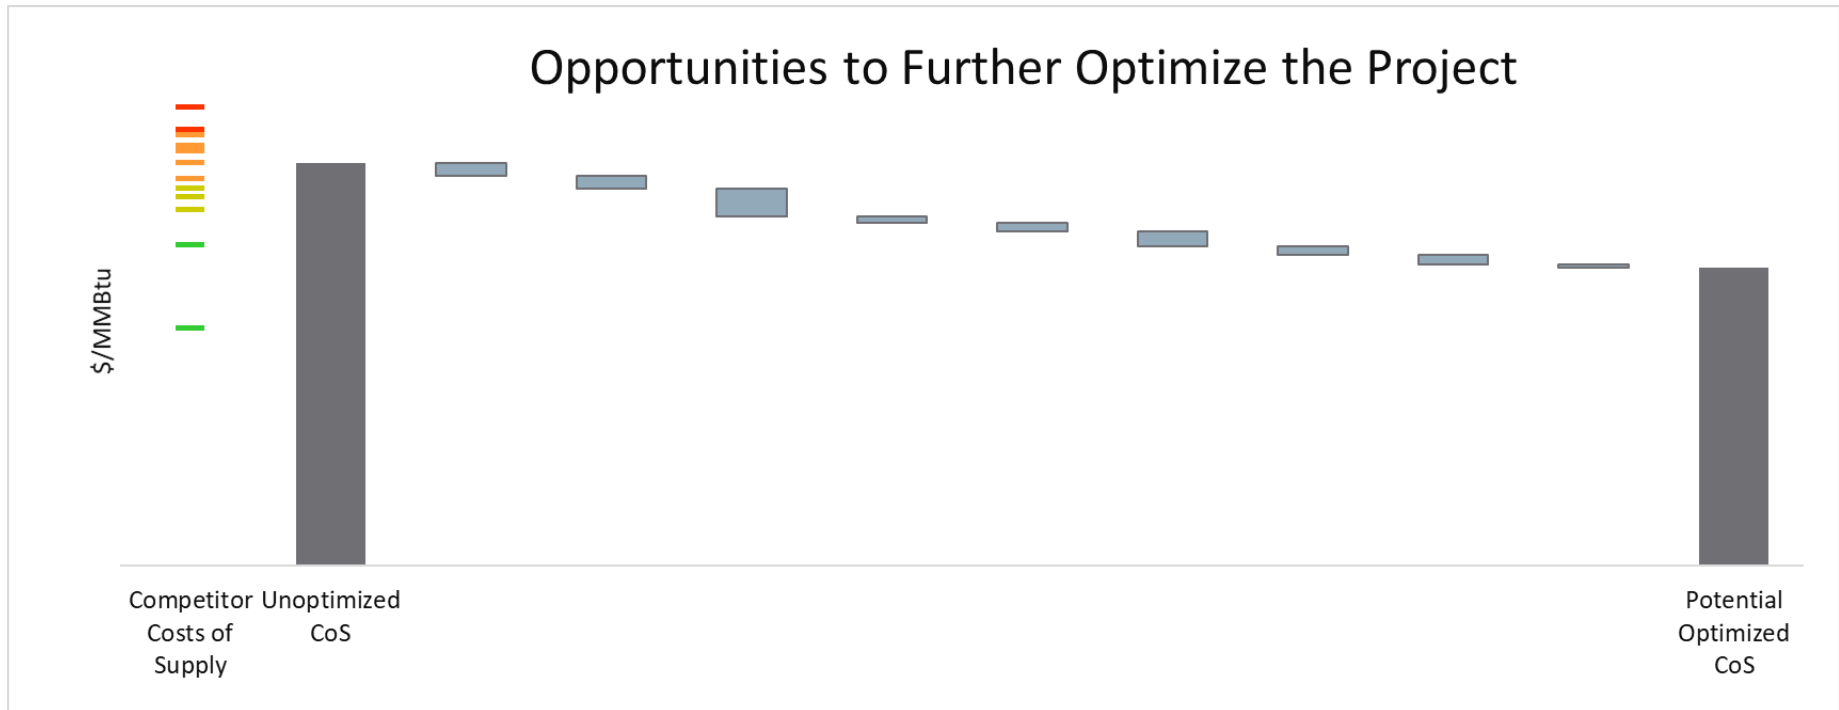 Opportunities to Further Optimize the Project
$/MMBtu
Competitor
Costs of
Supply
Unoptimized
CoS
Potential
Optimized
CoS